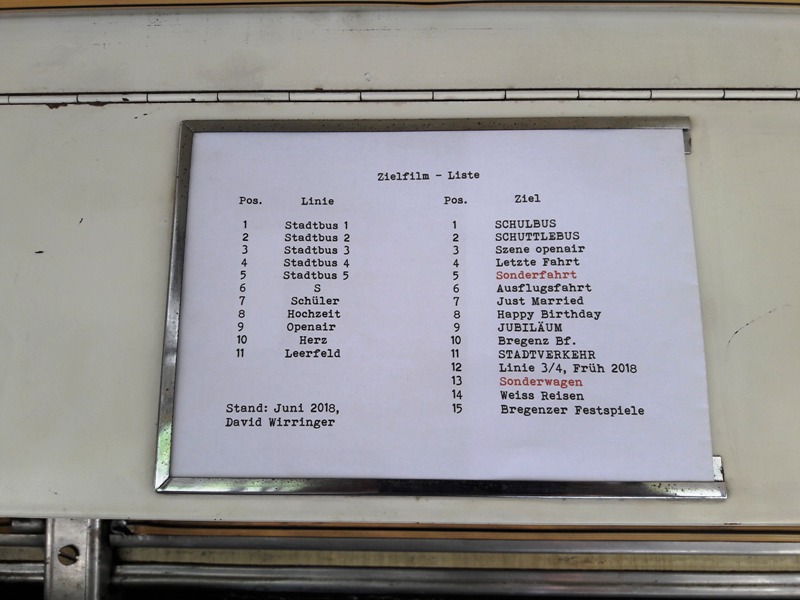 Zielfilm - Liste
Pos. Linie Pos. Ziel
1 Stadtbus 1 1 SCHULBUS
2 Stadtbus 2 2 SCHUTTLEBUS
3 Stadtbus 3 3 Szene openair
4 Stadtbus 4 4 Letzte Fahrt
5 Stadtbus 5 5 Sonderfahrt
6 S 6 Ausflugsfahrt
7 Schüler 7 Just Married
8 Hochzeit 8 Happy Birthday
9 Openair 9 JUBILÄUM
10 Herz 10 Bregenz Bf.
11 Leerfeld 11 STADTVERKEHR
12 Linie 3/4, Früh 2018
13 Sonderwagen
14 Weiss Reisen
15 Bregenzer Festspiele
Stand: Juni 2018,
David Wirringer